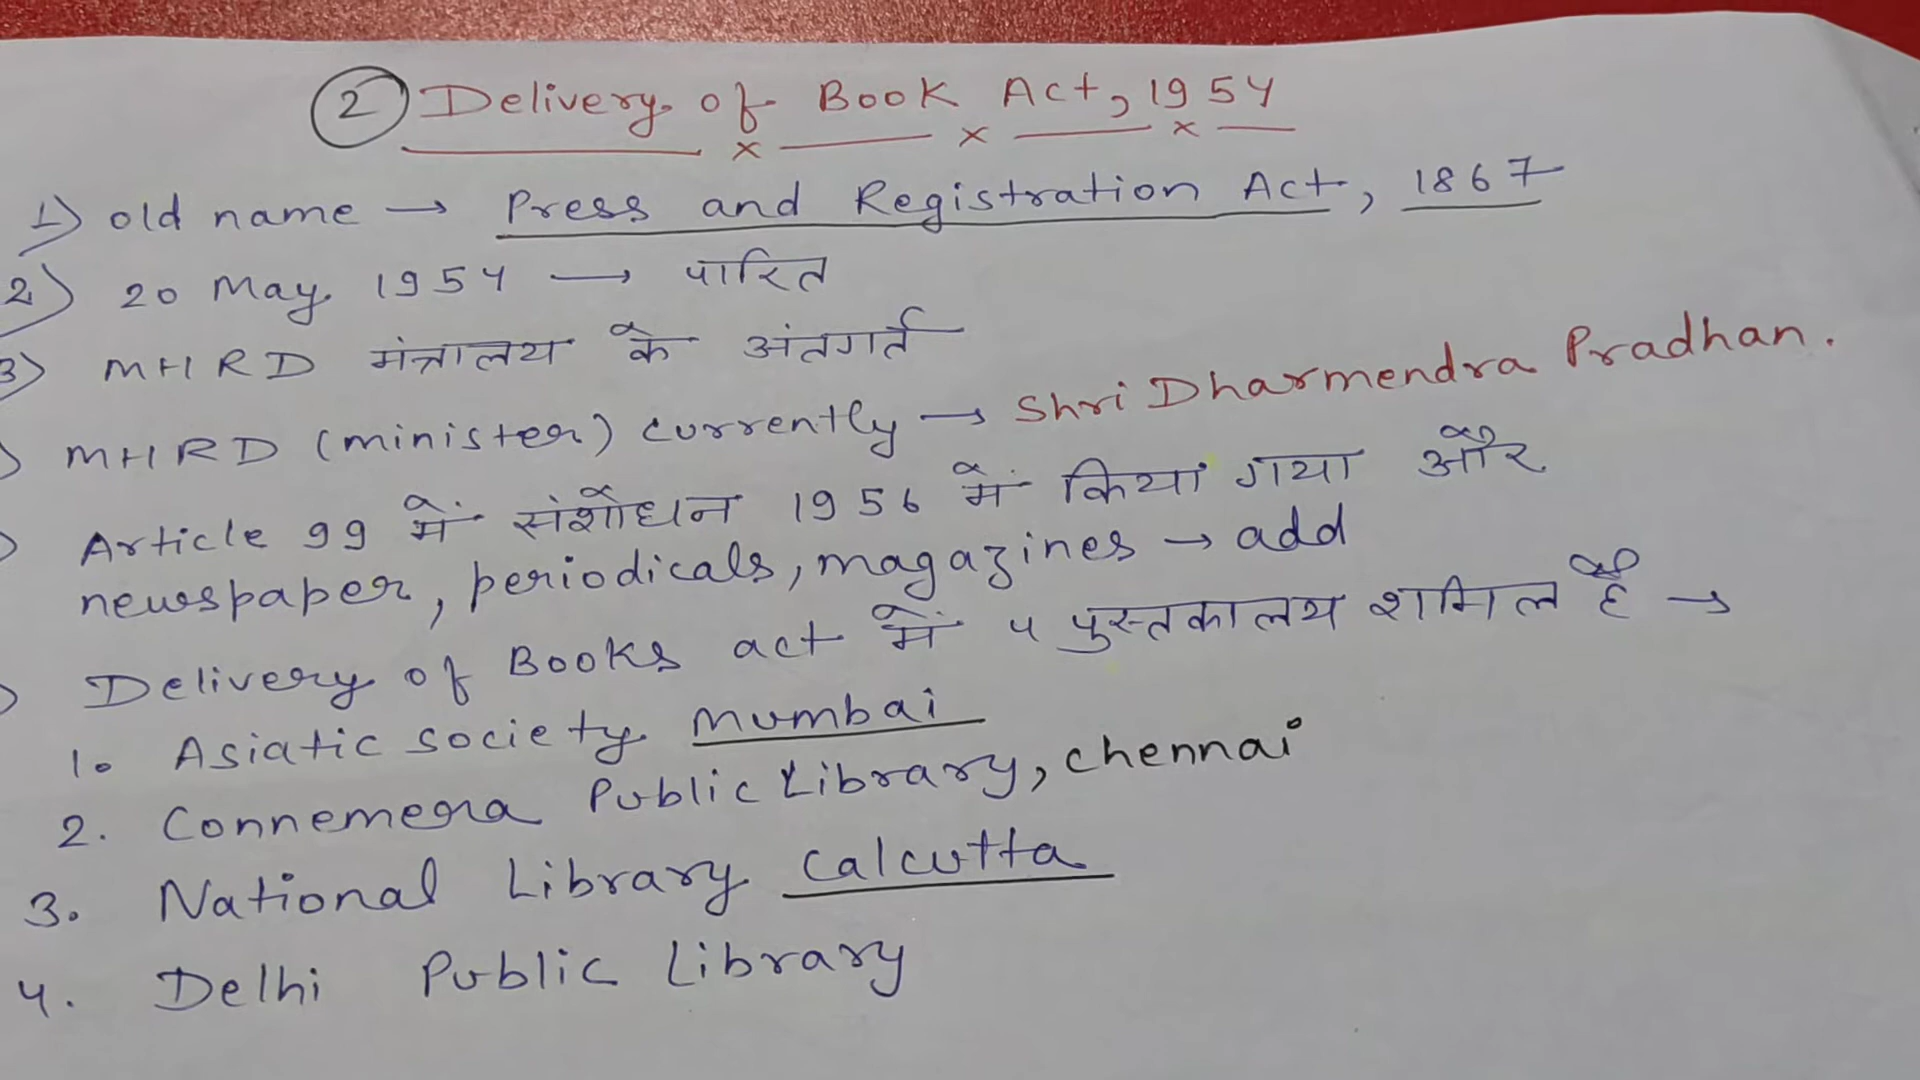 2 Delivery of Book Act, 1954
1) old name → Press and Registration Act, 1867
2) 20 May 1954 → पारित
3) MHRD मंत्रालय के अंतगर्त
MHRD (minister) currently → Shri Dharmendra Pradhan.
Article 99 में संशोधन 1956 में किया गया और
newspaper, periodicals, magazines → add
Delivery of Books act में 4 पुस्तकालय शामिल है →
1. Asiatic society mumbai
2. Connemera Public Library, chennai
3. National Library Calcutta
4. Delhi Public Library